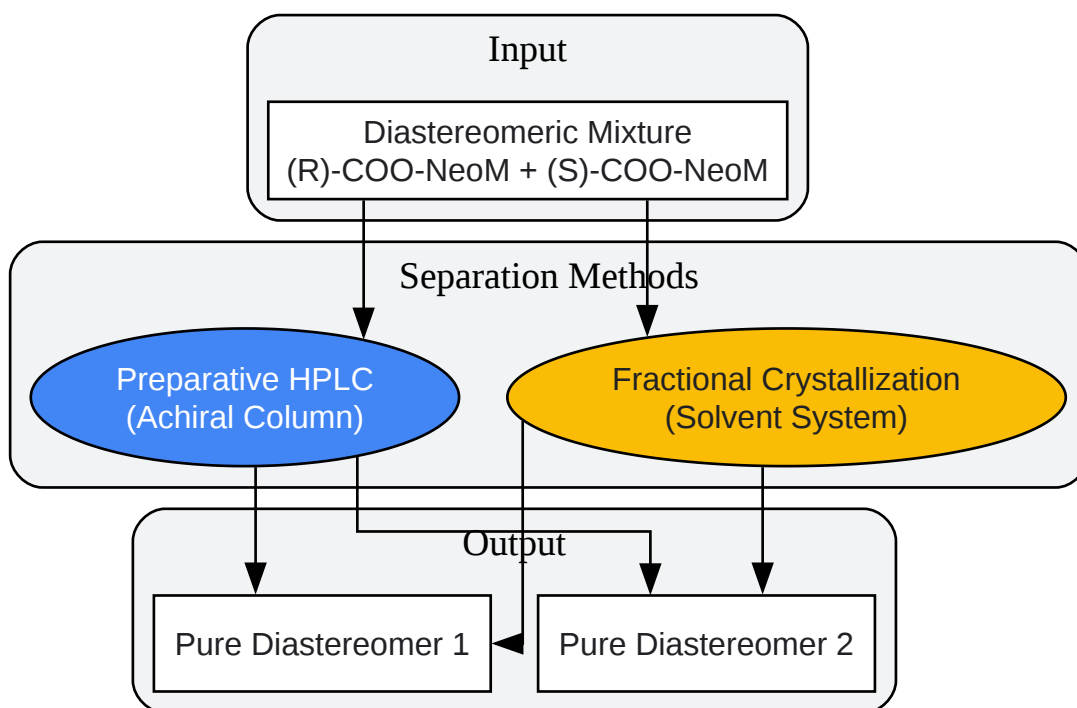 Input
Diastereomeric Mixture
(R)-COO-NeoM + (S)-COO-NeoM
Separation Methods
Preparative HPLC
(Achiral Column)
Fractional Crystallization
(Solvent System)
Output
Pure Diastereomer 1
Pure Diastereomer 2